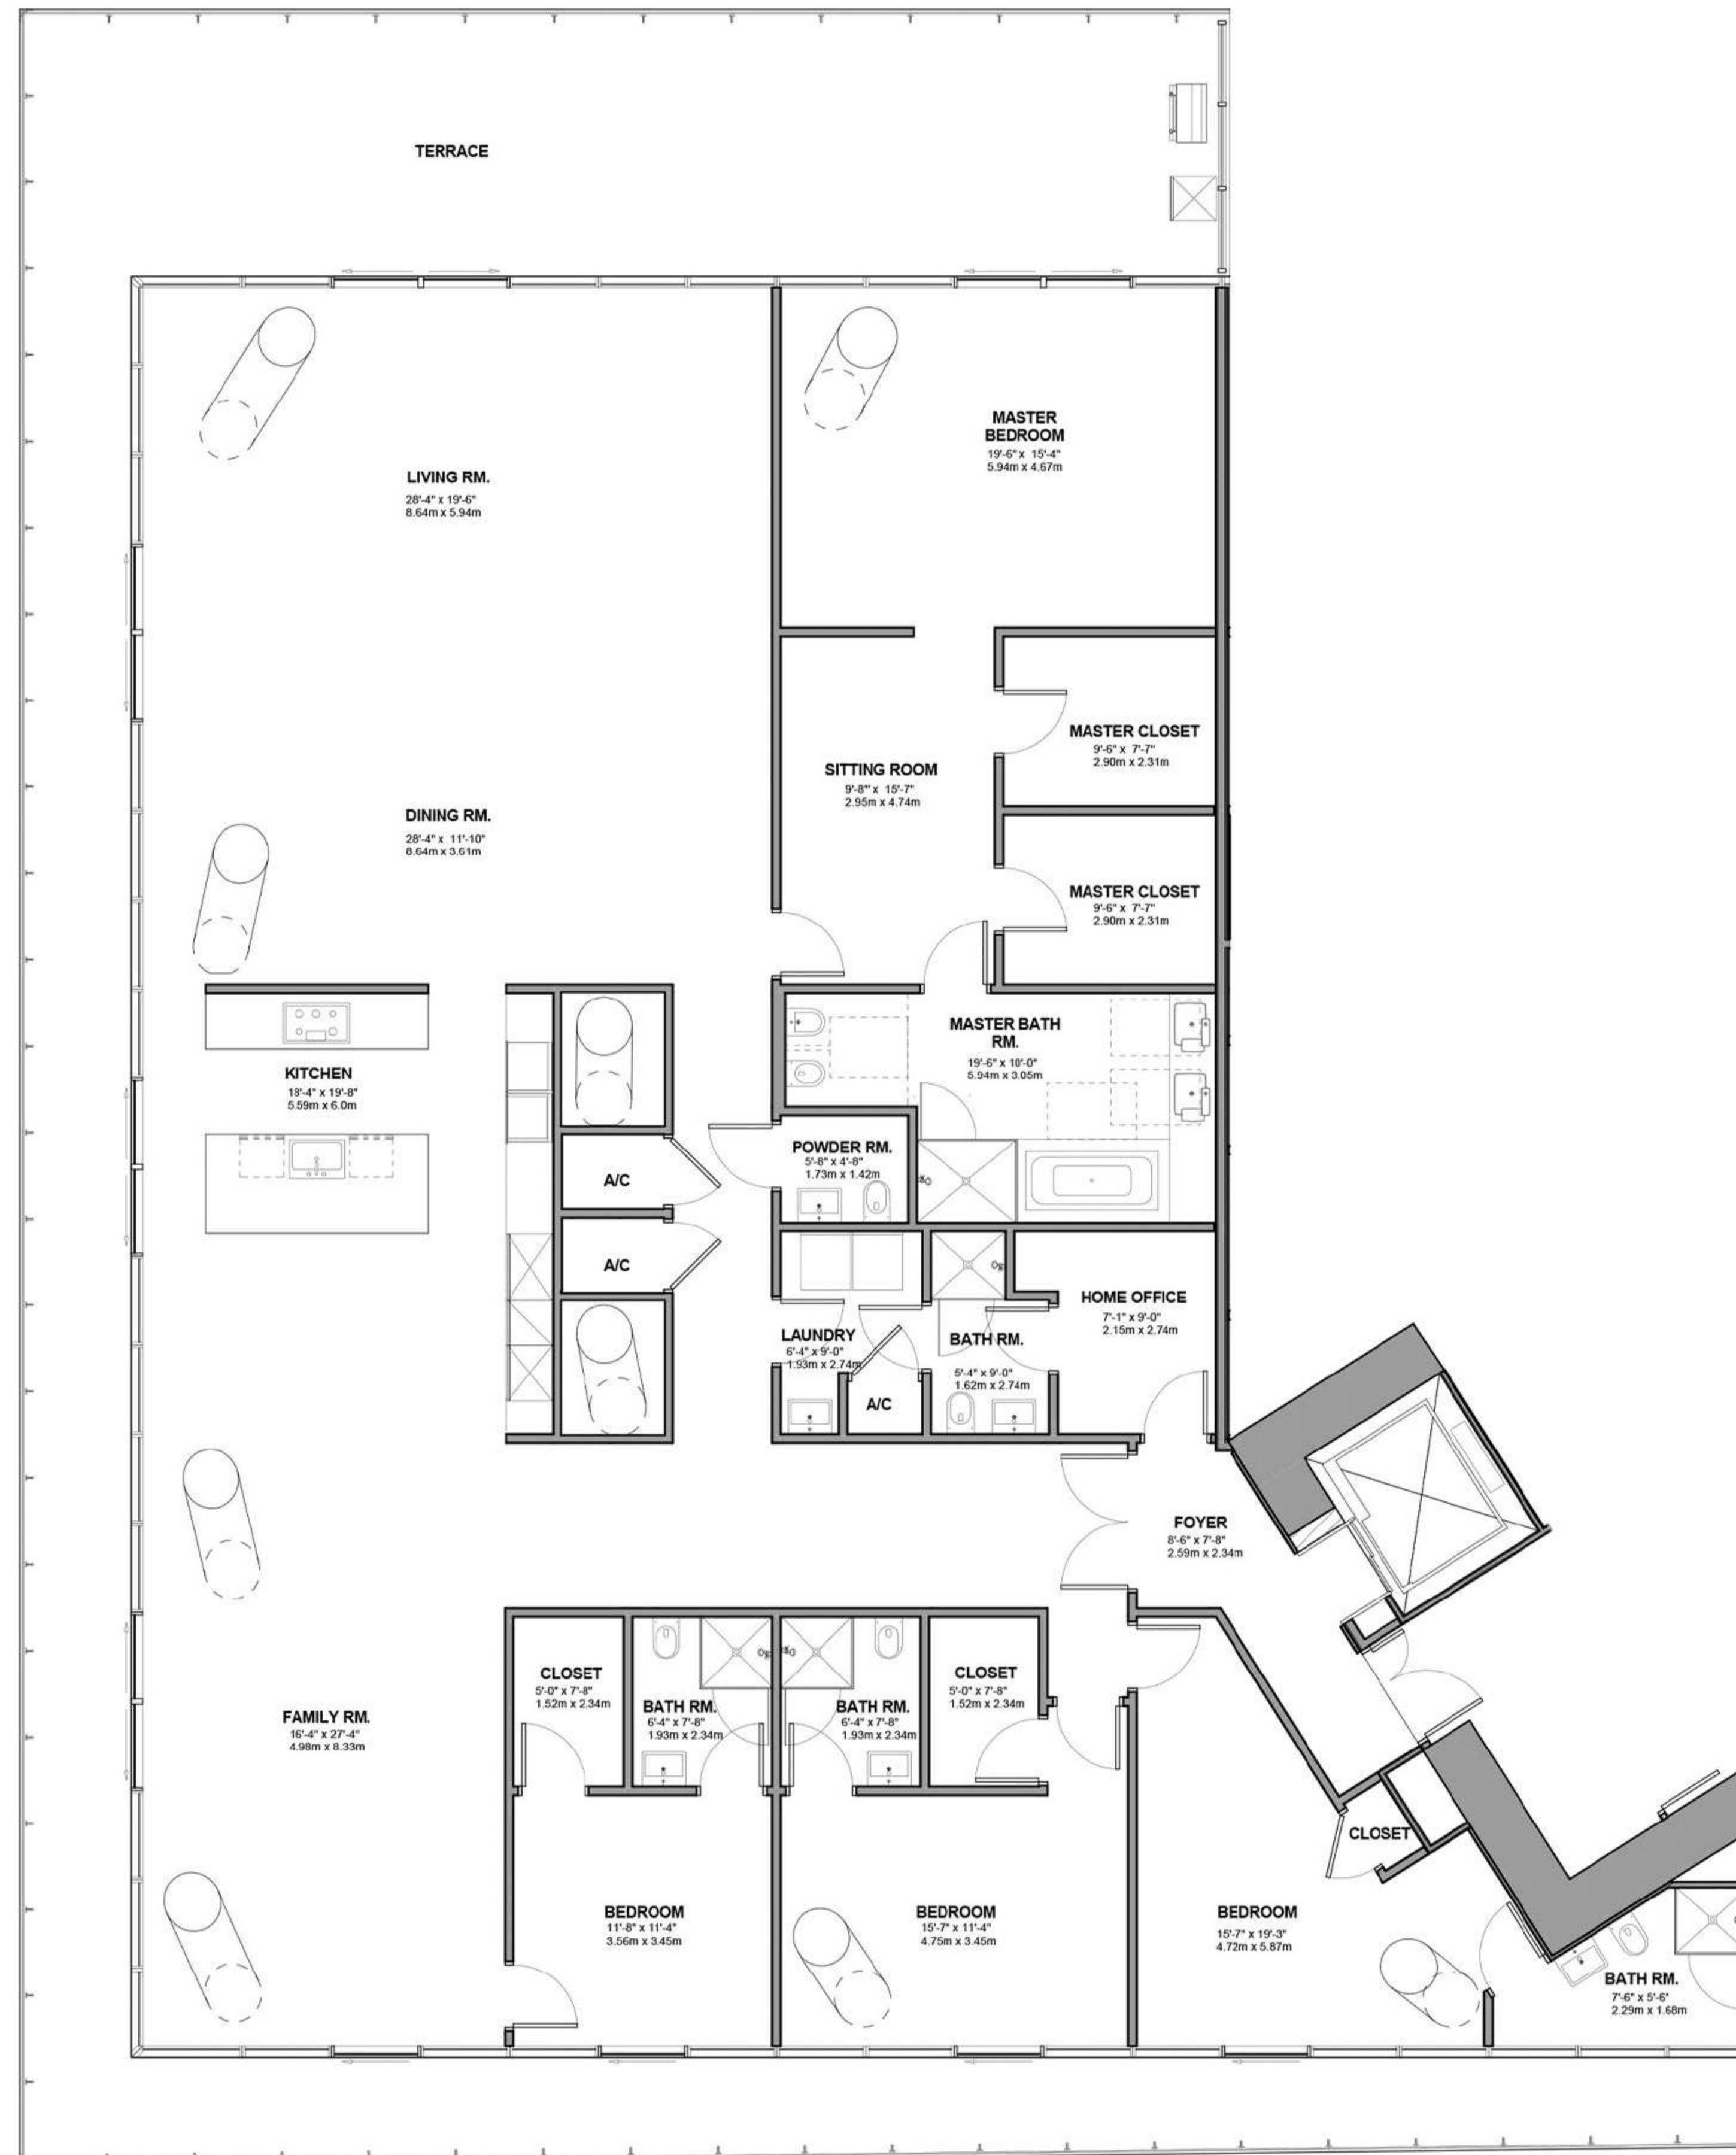 TERRACE
MASTER
BEDROOM
19'-6" x 15'-4"
5.94m x 4.67m
LIVING RM.
28'-4" x 19'-6"
8.64m x 5.94m
MASTER CLOSET
9'-6" x 7'-7"
2.90m x 2.31m
SITTING ROOM
9'-8'" x 15'-7"
2.95m x 4.74m
DINING RM.
28'-4" x 11'-10"
8.64m x 3.61m
MASTER CLOSET
9'-6" x 7'-7"
2.90m x 2.31m
MASTER BATH
RM.
19'-6" x 10'-0"
5.94m x 3.05m
KITCHEN
18'-4" x 19'-8"
5.59m x 6.0m
POWDER RM.
5'-8" x 4'-8"
1.73m x 1.42m
A/C
A/C
HOME OFFICE
7'-1" x 9'-0"
2.15m x 2.74m
LAUNDRY
6'-4" x 9'-0"
1.93m x 2.74m
BATH RM.
5'-4" x 9'-0"
1.62m x 2.74m
A/C
FOYER
8'-6" x 7'-8"
2.59m x 2.34m
CLOSET
5'-0" x 7'-8"
1.52m x 2.34m
BATH RM.
6'-4" x 7'-8"
1.93m x 2.34m
BATH RM.
6'-4" x 7'-8"
1.93m x 2.34m
CLOSET
5'-0" x 7'-8"
1.52m x 2.34m
FAMILY RM.
16'-4" x 27'-4"
4.98m x 8.33m
CLOSET
BEDROOM
11'-8" x 11'-4"
3.56m x 3.45m
BEDROOM
15'-7" x 11'-4"
4.75m x 3.45m
BEDROOM
15'-7" x 19'-3"
4.72m x 5.87m
BATH RM.
7'-6" x 5'-6"
2.29m x 1.68m